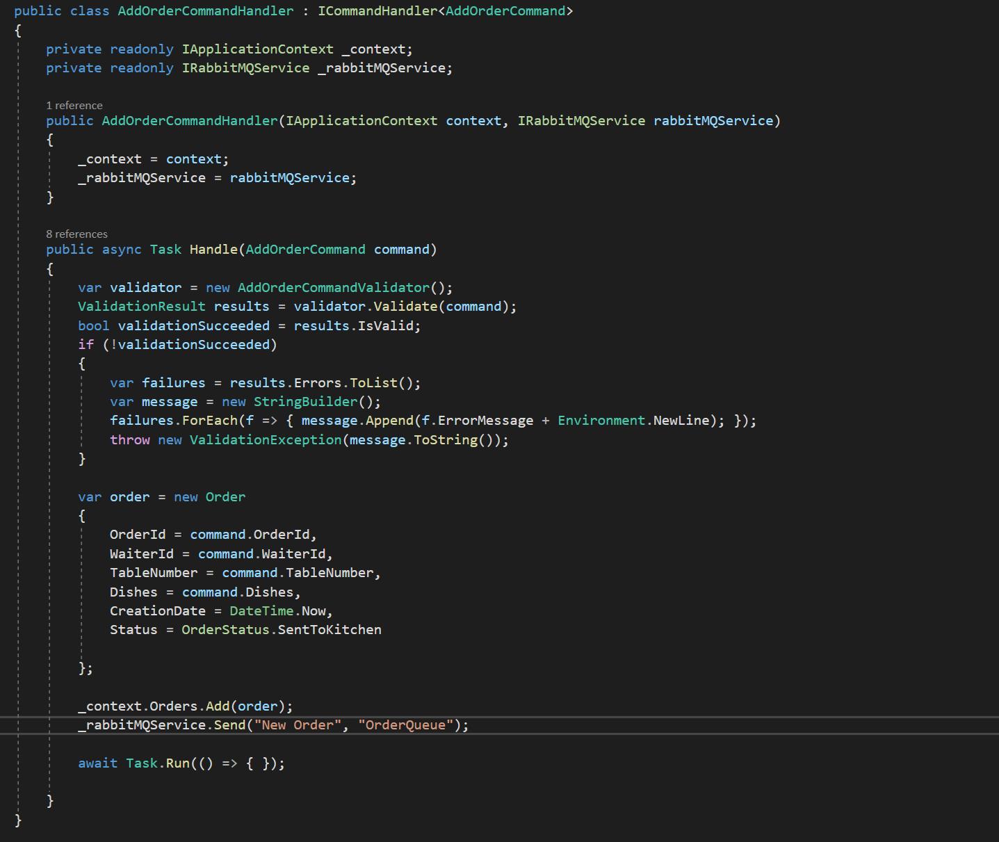 public class AddOrderCommandHandler : ICommandHandler<AddOrderCommand>
{
private readonly IApplicationContext _context;
private readonly IRabbitMQService _rabbitMQService;
1 reference
public AddOrderCommandHandler(IApplicationContext context, IRabbitMQService rabbitMQService)
{
_context = context;
_rabbitMQService = rabbitMQService;
}
8 references
public async Task Handle(AddOrderCommand command)
{
var validator = new AddOrderCommandValidator();
ValidationResult results = validator.Validate(command);
bool validationSucceeded = results.IsValid;
if (!validationSucceeded)
{
var failures = results.Errors.ToList();
var message = new StringBuilder();
failures.ForEach(f => { message.Append(f.ErrorMessage + Environment.NewLine); });
throw new ValidationException(message.ToString());
}
var order = new Order
{
OrderId = command.OrderId,
WaiterId = command.WaiterId,
TableNumber = command.TableNumber,
Dishes = command.Dishes,
CreationDate = DateTime.Now,
Status = OrderStatus.SentToKitchen
};
_context.Orders.Add(order);
_rabbitMQService.Send("New Order", "OrderQueue");
await Task.Run(() => { });
}
}